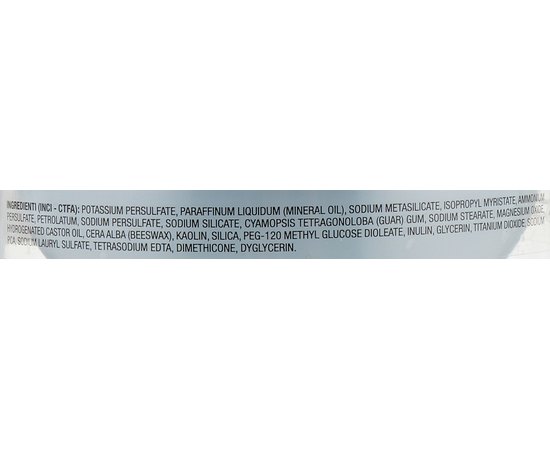 INGREDIENTI (INCI - CTFA): POTASSIUM PERSULFATE, PARAFFINUM LIQUIDUM (MINERAL OIL), SODIUM METASILICATE, ISOPROPYL MYRISTATE, AMMONIUM
PERSULFATE, PETROLATUM, SODIUM PERSULFATE, SODIUM SILICATE, CYAMOPSIS TETP.AGONOLOBA (GUAR) GUM, SODIUM STEARATE, MAGNESIUM OXIDE,
HYDROGENATED CASTOR OIL, CERA ALBA (BEESWAX), KAOLIN, SILICA, PEG-120 METHYL GLUCOSE DIOLEATE, INULIN, GLYCERIN, TITANIUM DIOXIDE, SODIUM
PCA, SODIUM LAURYL SULFATE, TETRASODIUM EDTA, DIMETHICONE, DYGLYCERIN.